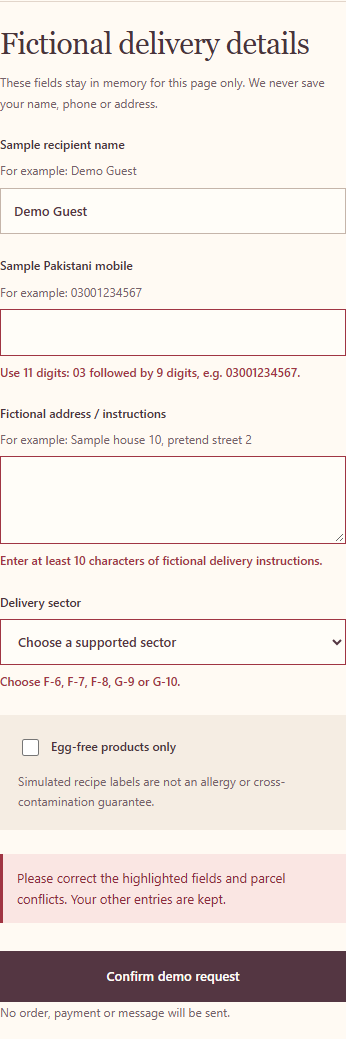 Fictional delivery details
These fields stay in memory for this page only. We never save
your name, phone or address.
Sample recipient name
For example: Demo Guest
Demo Guest
Sample Pakistani mobile
For example: 03001234567
Use 11 digits: 03 followed by 9 digits, e.g. 03001234567.
Fictional address / instructions
For example: Sample house 10, pretend street 2
Enter at least 10 characters of fictional delivery instructions.
Delivery sector
Choose a supported sector
Choose F-6, F-7, F-8, G-9 or G-10.
Egg-free products only
Simulated recipe labels are not an allergy or cross-
contamination guarantee.
Please correct the highlighted fields and parcel
conflicts. Your other entries are kept.
Confirm demo request
No order, payment or message will be sent.